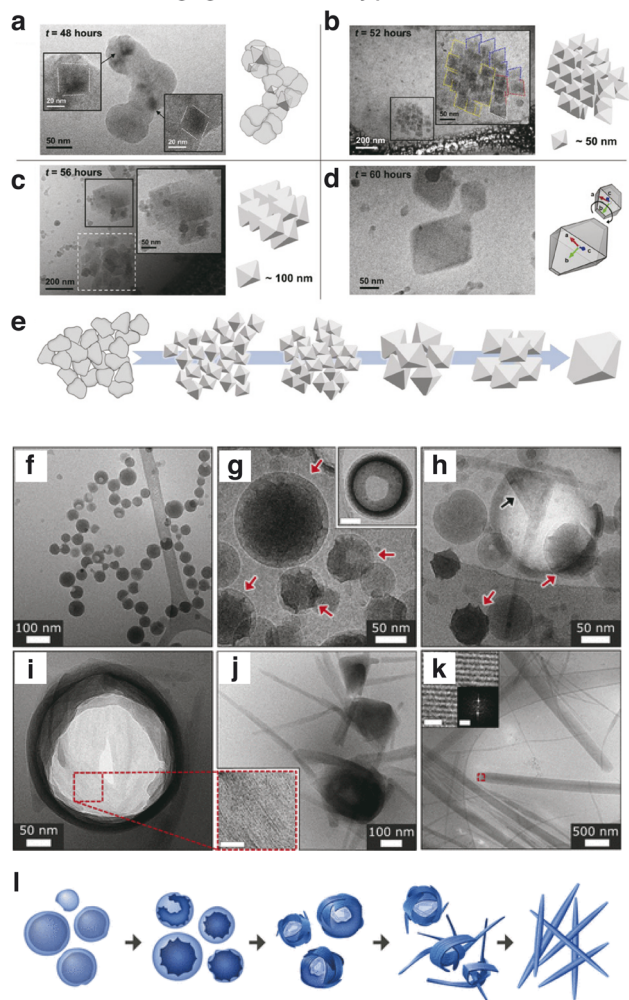 a
t = 48 hours
25 nm
20 nm
50 nm
b
t = 52 hours
50 nm
200 nm
~ 50 nm
c
t = 56 hours
50 nm
200 nm
~ 100 nm
d
t = 60 hours
50 nm
a
c
b
a
c
b
e
f
100 nm
g
50 nm
h
50 nm
i
50 nm
j
100 nm
k
500 nm
l